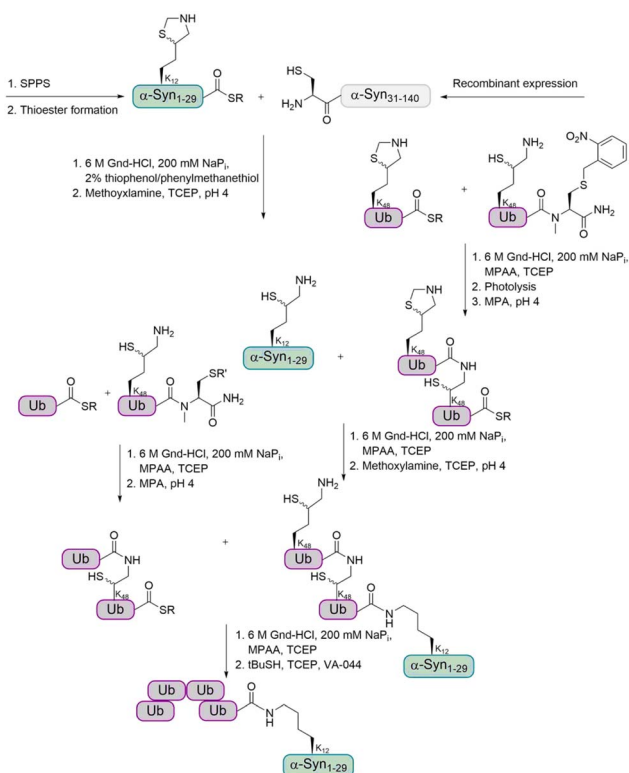 NH
S
K12
O
1. SPPS
2. Thioester formation
α-Syn1-29
SR
+
HS
H2N
O
α-Syn31-140
Recombinant expression
1. 6 M Gnd-HCl, 200 mM NaPi,
2% thiophenol/phenylmethanethiol
2. Methoyxlamine, TCEP, pH 4
NH
S
K48
O
Ub
SR
+
NH2
HS
K48
Ub
O
N
S
O2N
NH2
O
1. 6 M Gnd-HCl, 200 mM NaPi,
MPAA, TCEP
2. Photolysis
3. MPA, pH 4
NH2
HS
K12
α-Syn1-29
+
NH
S
K48
O
Ub
NH
HS
K48
O
Ub
SR
O
Ub
SR
+
NH2
HS
K48
O
Ub
N
SR'
NH2
O
1. 6 M Gnd-HCl, 200 mM NaPi,
MPAA, TCEP
2. MPA, pH 4
1. 6 M Gnd-HCl, 200 mM NaPi,
MPAA, TCEP
2. Methoxylamine, TCEP, pH 4
O
Ub
NH
HS
K48
O
Ub
SR
+
NH2
HS
K48
O
Ub
NH
HS
K48
O
Ub
N
H
K12
α-Syn1-29
1. 6 M Gnd-HCl, 200 mM NaPi,
MPAA, TCEP
2. tBuSH, TCEP, VA-044
Ub
Ub
O
Ub
Ub
N
H
K12
α-Syn1-29